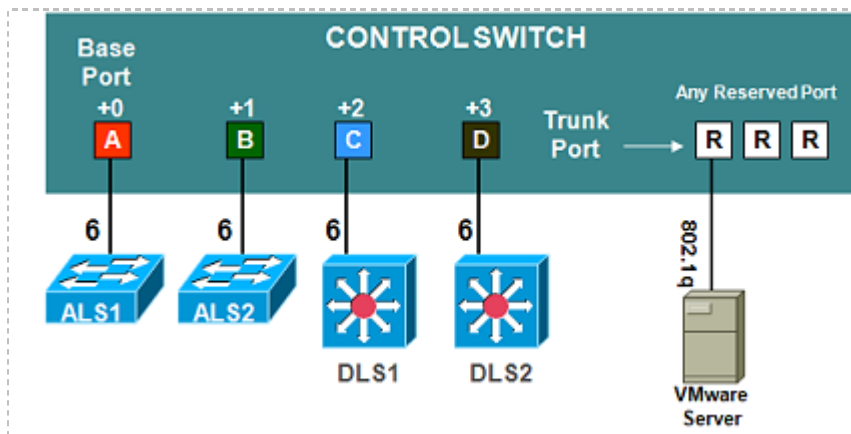 CONTROL SWITCH
Base
Port
+0
+1
+2
+3
Any Reserved Port
Trunk
Port
A
B
C
D
R
R
R
6
6
6
6
802.1q
ALS1
ALS2
DLS1
DLS2
VMware
Server